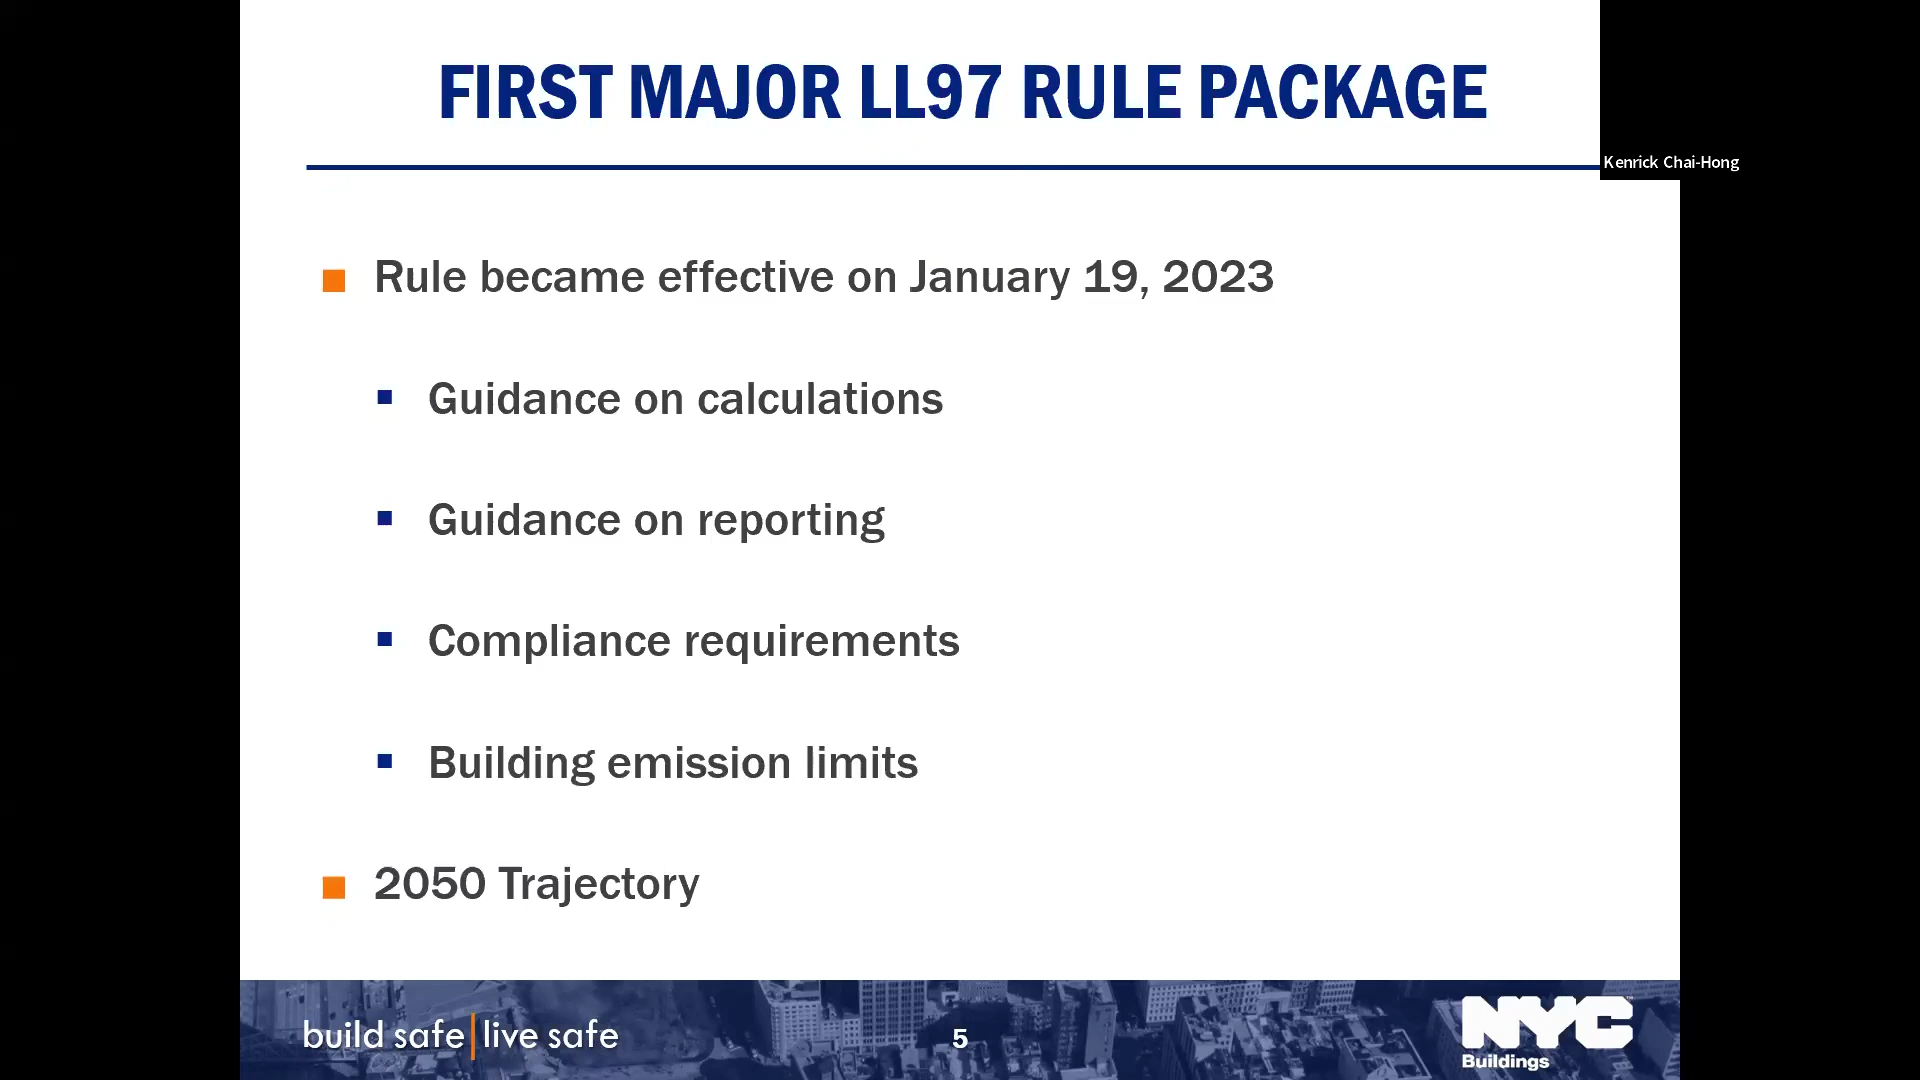 FIRST MAJOR LL97 RULE PACKAGE
Kenrick Chai-Hong
Rule became effective on January 19, 2023
Guidance on calculations
Guidance on reporting
Compliance requirements
Building emission limits
2050 Trajectory
build safe | live safe
5
NYC
Buildings